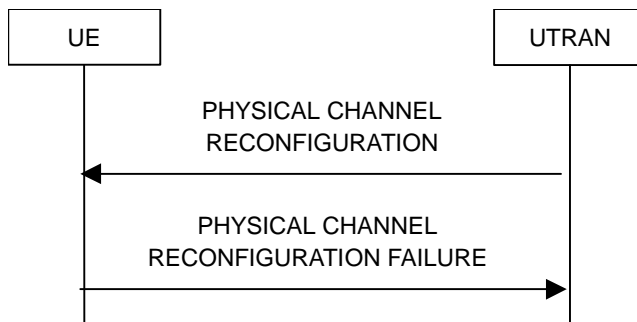 UE
UTRAN
PHYSICAL CHANNEL
RECONFIGURATION
PHYSICAL CHANNEL
RECONFIGURATION FAILURE